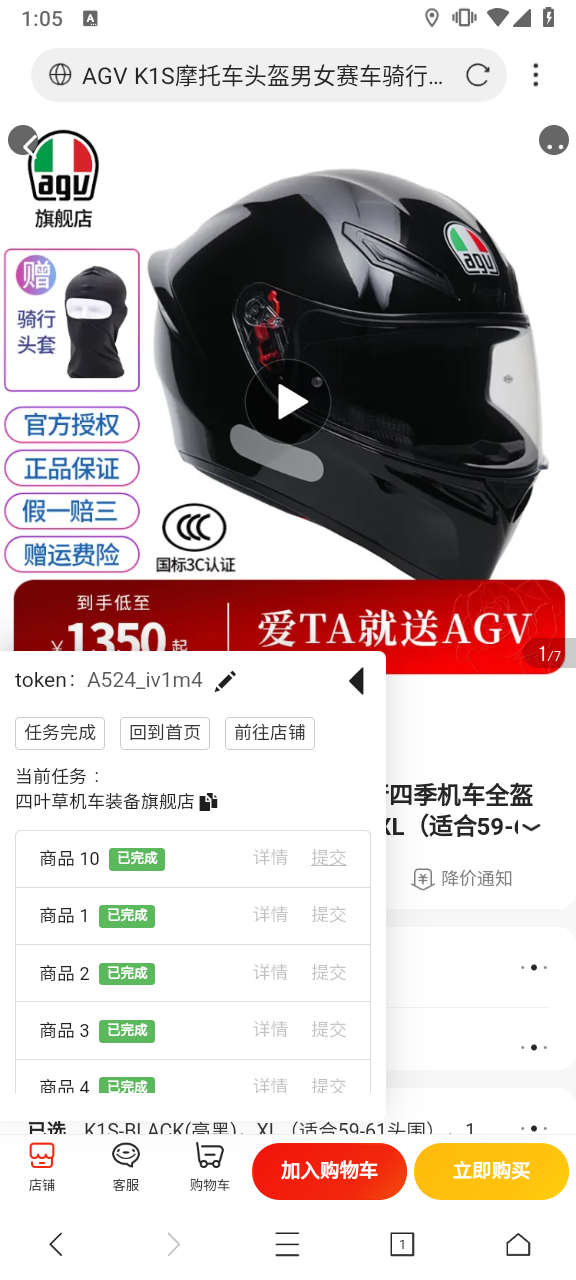 1:05
A
AGV K1S摩托车头盔男女赛车骑行...
agv
旗舰店
agv
赠
骑行
头套
官方授权
正品保证
假一赔三
赠运费险
CCC
国标3C认证
到手低至
¥1350起
爱TA就送AGV
1/7
token: A524_iv1m4
任务完成
回到首页
前往店铺
当前任务：
四叶草机车装备旗舰店
四季机车全盔
XL（适合59-6
降价通知
商品 10 已完成 详情 提交
商品 1 已完成 详情 提交
商品 2 已完成 详情 提交
商品 3 已完成 详情 提交
商品 4 已完成 详情 提交
已选 K1S-BLACK(亮黑)，XL（适合59-61头围），1
店铺
客服
购物车
加入购物车
立即购买
1